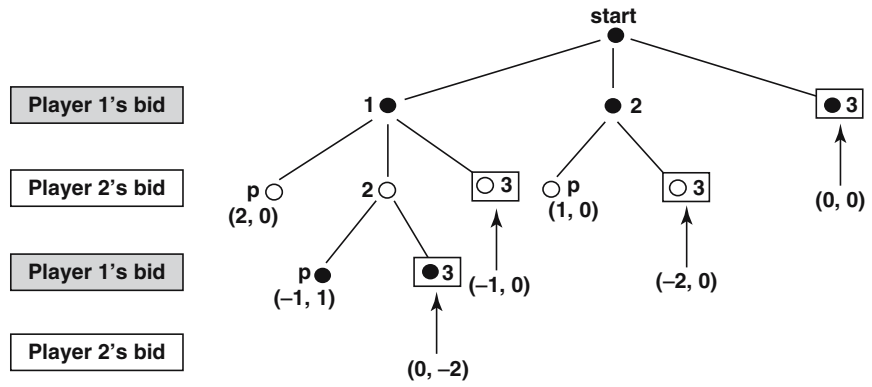 start
Player 1's bid
1
2
3
Player 2's bid
p
(2, 0)
2
3
p
(1, 0)
3
(0, 0)
Player 1's bid
p
(–1, 1)
3
(–1, 0)
(–2, 0)
Player 2's bid
(0, –2)